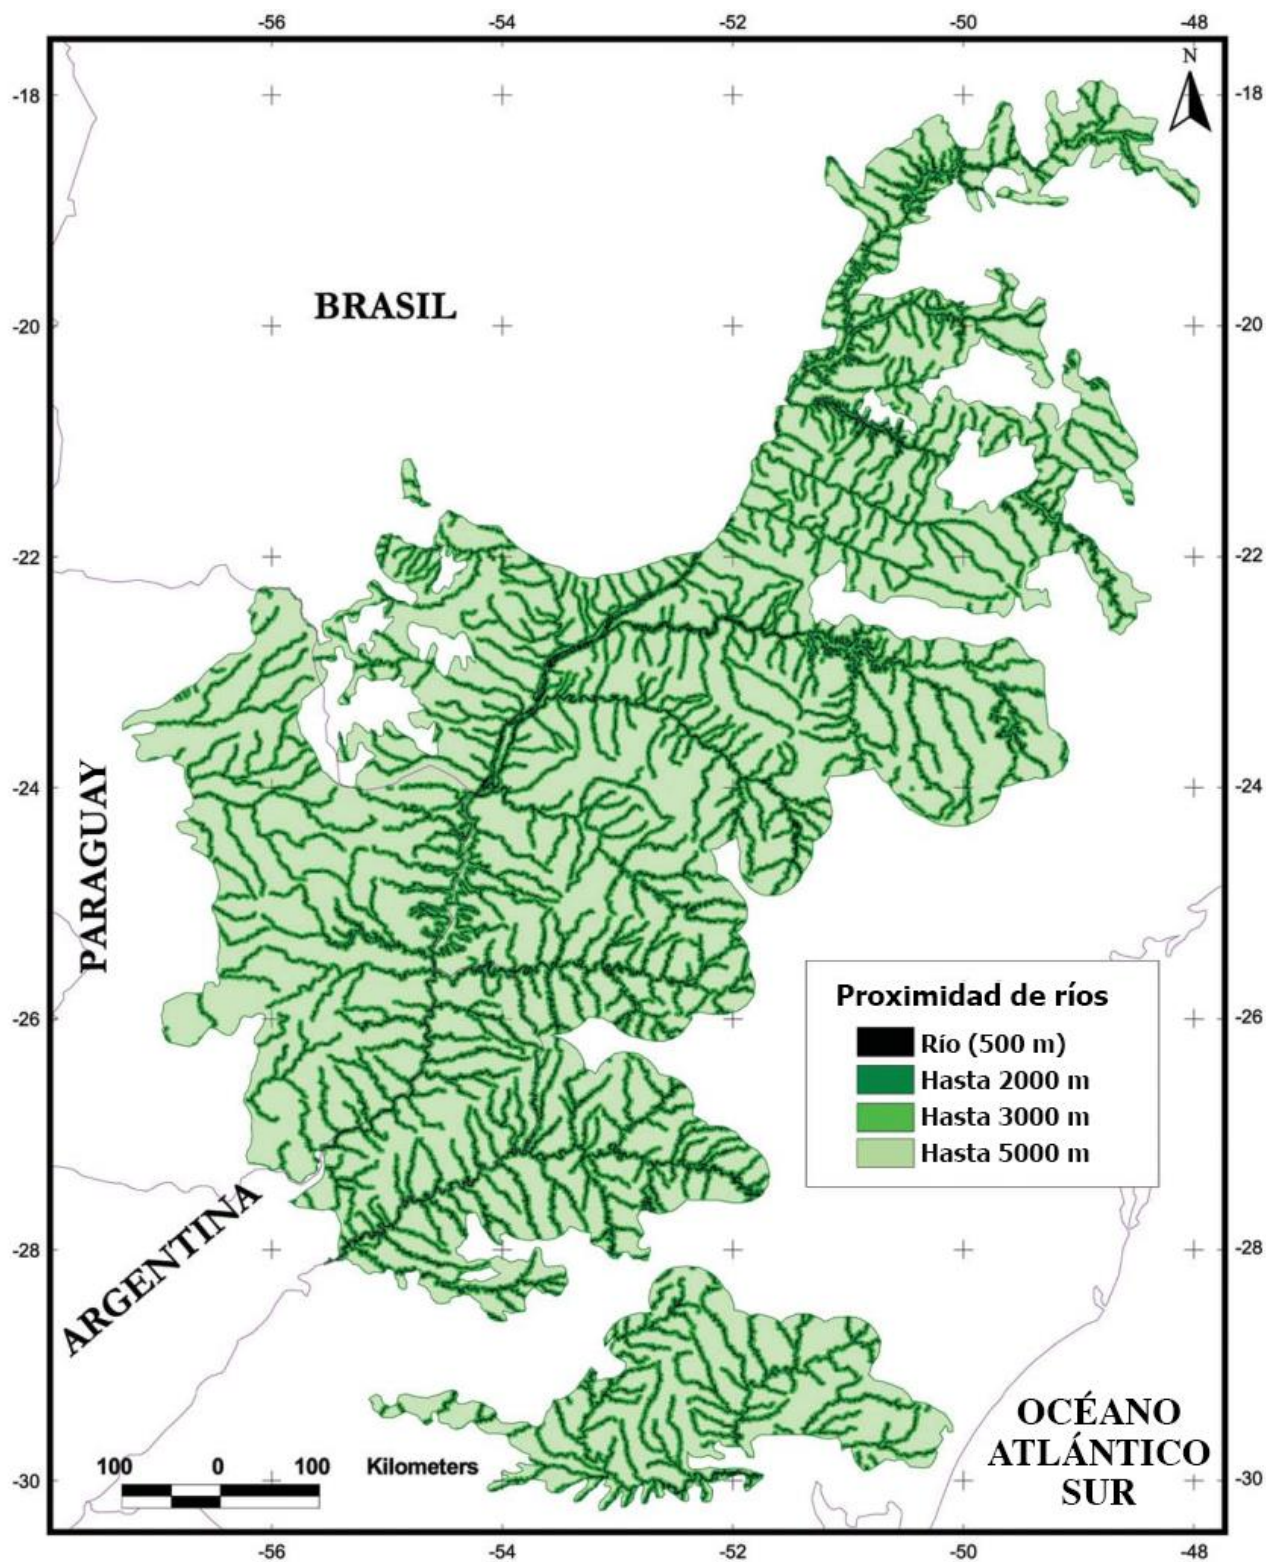 -56 -54 -52 -50 -48
N
-18 -18
BRASIL
-20 -20
-22 -22
PARAGUAY
-24 -24
Proximidad de ríos
-26 -26
Río (500 m)
Hasta 2000 m
Hasta 3000 m
Hasta 5000 m
ARGENTINA
-28 -28
OCÉANO
ATLÁNTICO
SUR
100 0 100 Kilometers
-30 -30
-56 -54 -52 -50 -48